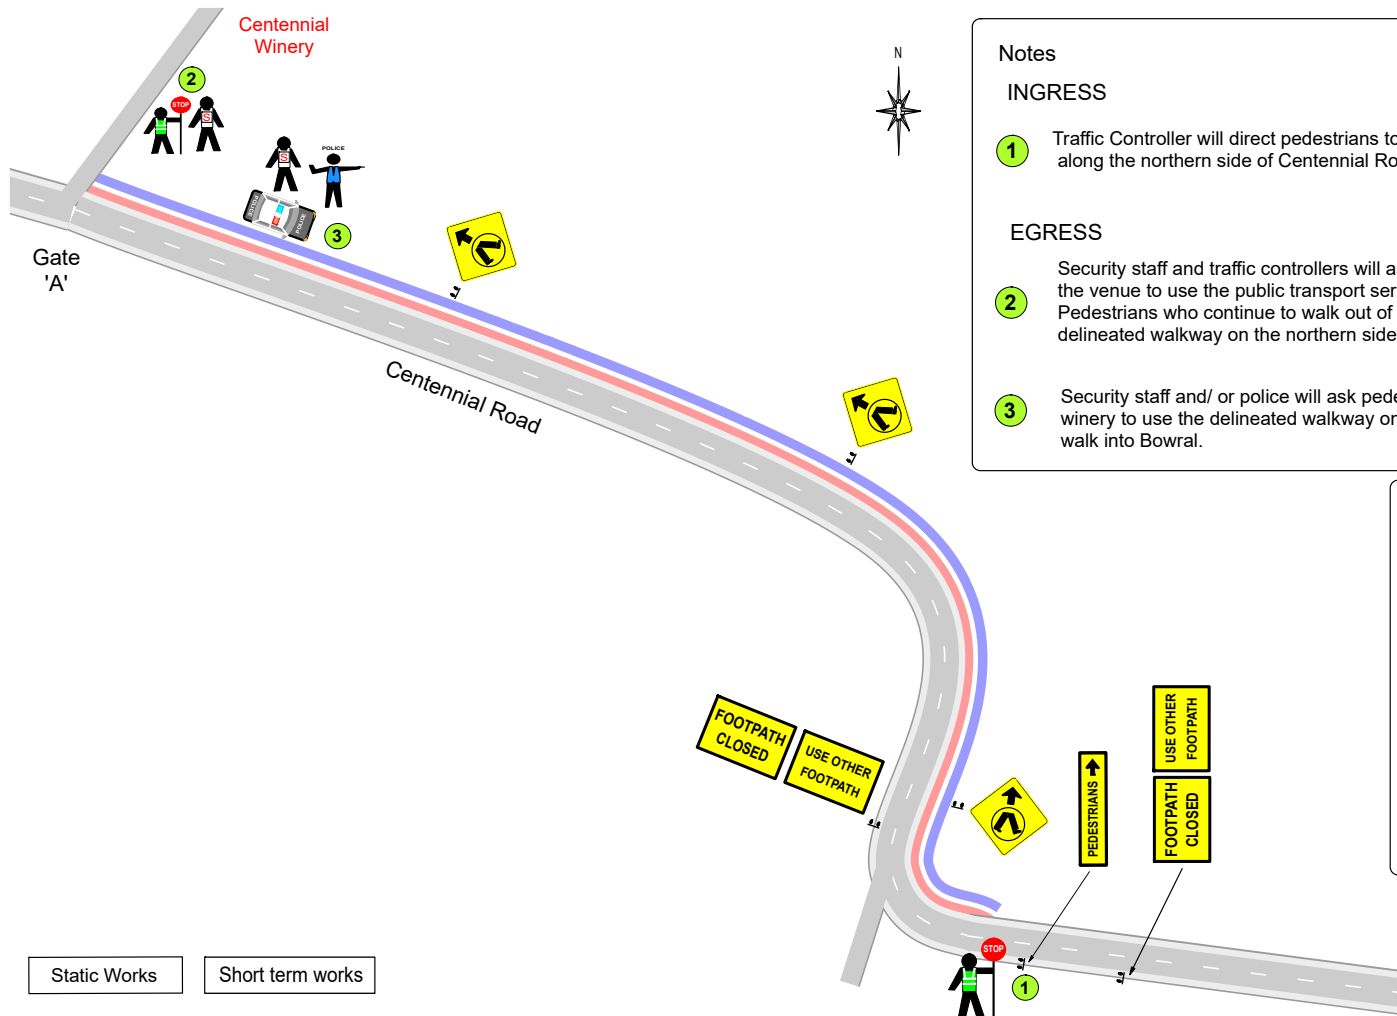 Centennial
Winery
2
STOP
S
S
POLICE
POLICE
POLICE
3
Gate
'A'
Centennial Road
N
Notes
INGRESS
1
Traffic Controller will direct pedestrians to
along the northern side of Centennial Ro
EGRESS
2
Security staff and traffic controllers will a
the venue to use the public transport ser
Pedestrians who continue to walk out of
delineated walkway on the northern side
3
Security staff and/ or police will ask pede
winery to use the delineated walkway on
walk into Bowral.
FOOTPATH
CLOSED
USE OTHER
FOOTPATH
PEDESTRIANS
USE OTHER
FOOTPATH
FOOTPATH
CLOSED
STOP
1
Static Works
Short term works